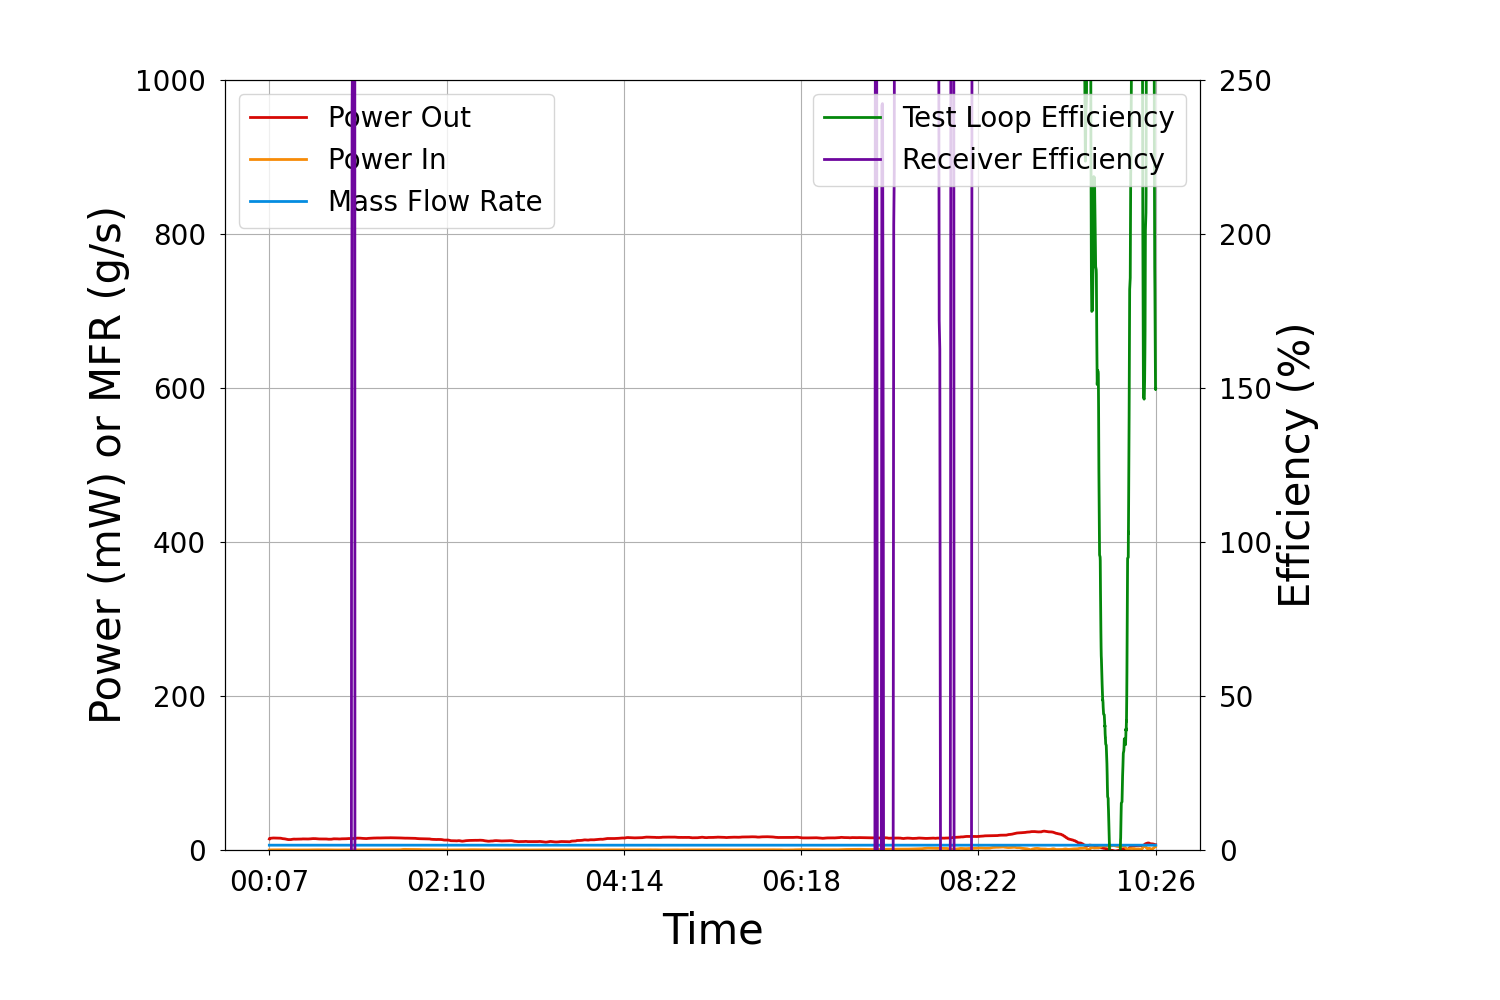 1000
800
600
400
200
0
Power (mW) or MFR (g/s)
Power Out
Power In
Mass Flow Rate
Test Loop Efficiency
Receiver Efficiency
250
200
150
100
50
0
Efficiency (%)
00:07 02:10 04:14 06:18 08:22 10:26
Time